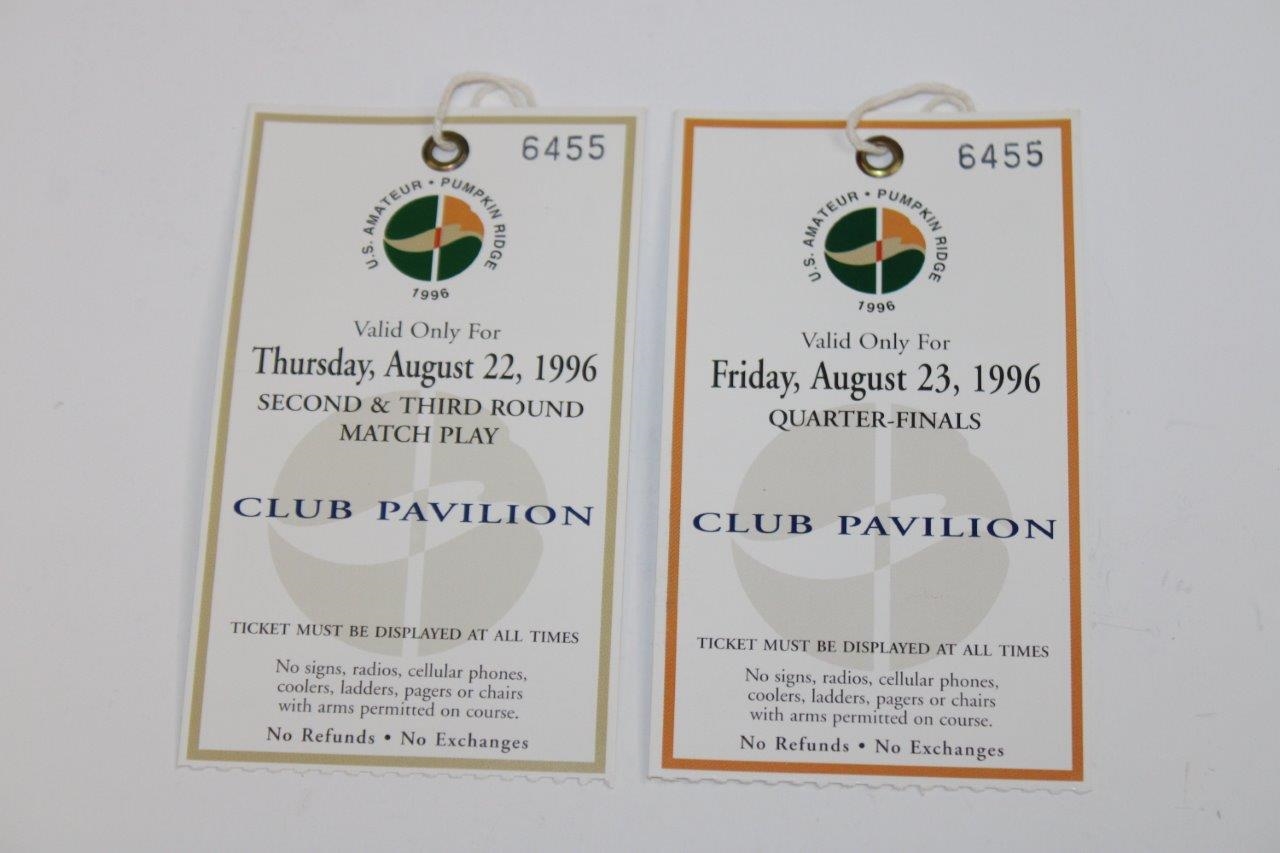 6455
U.S. AMATEUR • PUMPKIN RIDGE
1996
Valid Only For
Thursday, August 22, 1996
SECOND & THIRD ROUND
MATCH PLAY
CLUB PAVILION
TICKET MUST BE DISPLAYED AT ALL TIMES
No signs, radios, cellular phones,
coolers, ladders, pagers or chairs
with arms permitted on course.
No Refunds • No Exchanges
6455
U.S. AMATEUR • PUMPKIN RIDGE
1996
Valid Only For
Friday, August 23, 1996
QUARTER-FINALS
CLUB PAVILION
TICKET MUST BE DISPLAYED AT ALL TIMES
No signs, radios, cellular phones,
coolers, ladders, pagers or chairs
with arms permitted on course.
No Refunds • No Exchanges